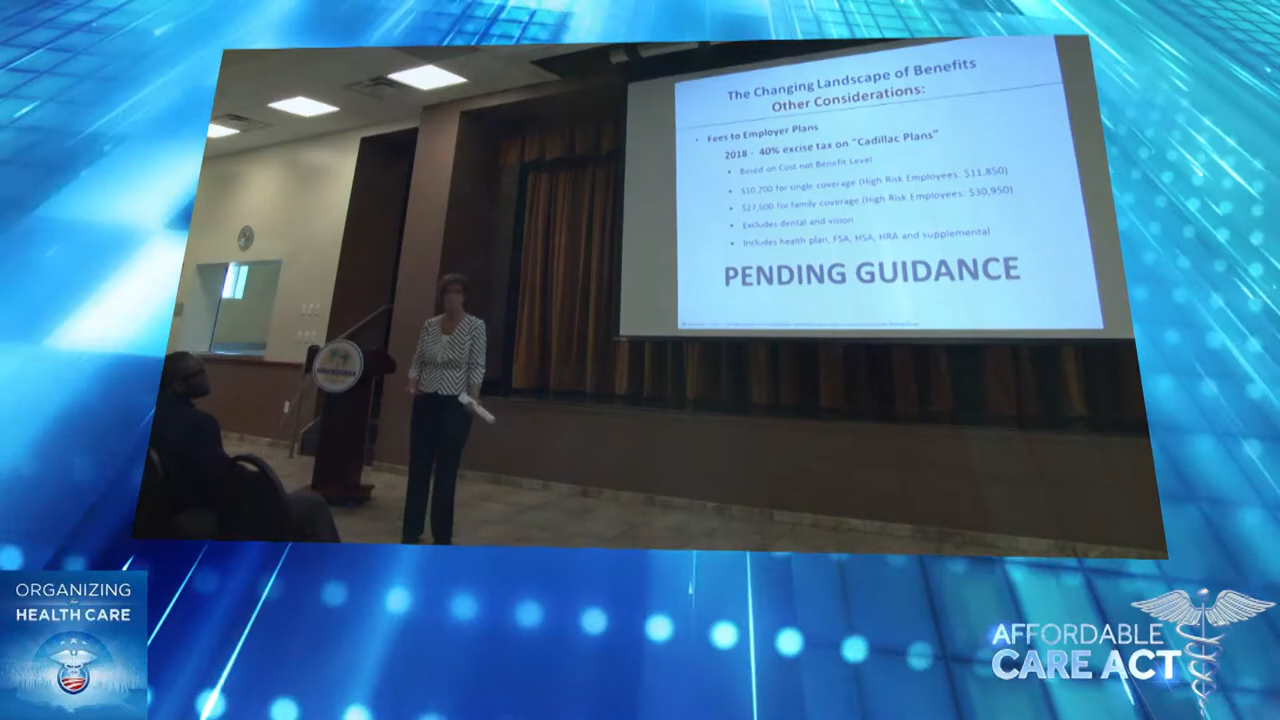 The Changing Landscape of Benefits
Other Considerations:
• Fees to Employer Plans
2018 - 40% excise tax on "Cadillac Plans"
• Based on Cost not Benefit Level
• $10,200 for single coverage (High Risk Employees: $11,850)
• $27,500 for family coverage (High Risk Employees: $30,950)
• Excludes dental and vision
• Includes health plan, FSA, HSA, HRA and supplemental
PENDING GUIDANCE
ORGANIZING
for
HEALTH CARE
AFFORDABLE
CARE ACT